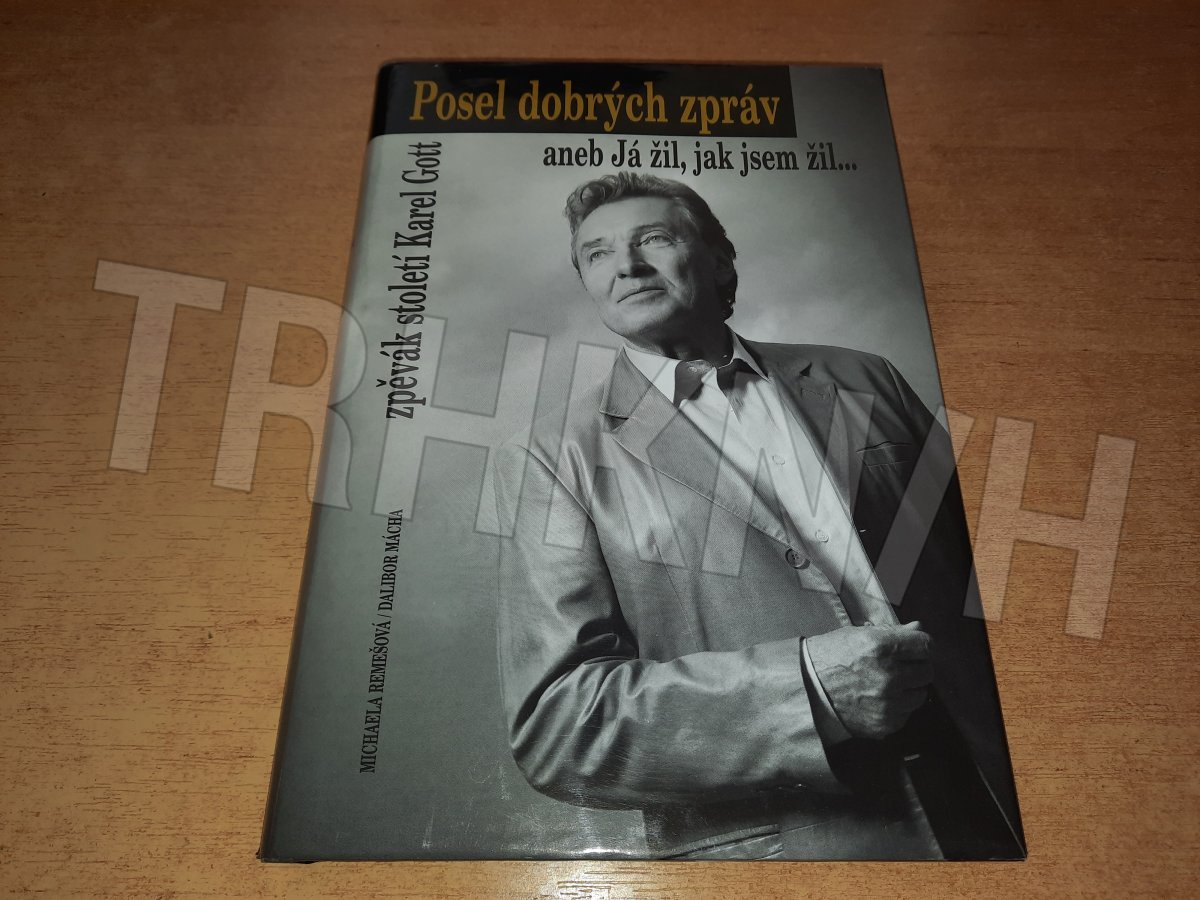 Posel dobrých zpráv
aneb Já žil, jak jsem žil...
zpěvák století Karel Gott
MICHAELA REMEŠOVÁ / DALIBOR MÁCHA
TRHKNIH